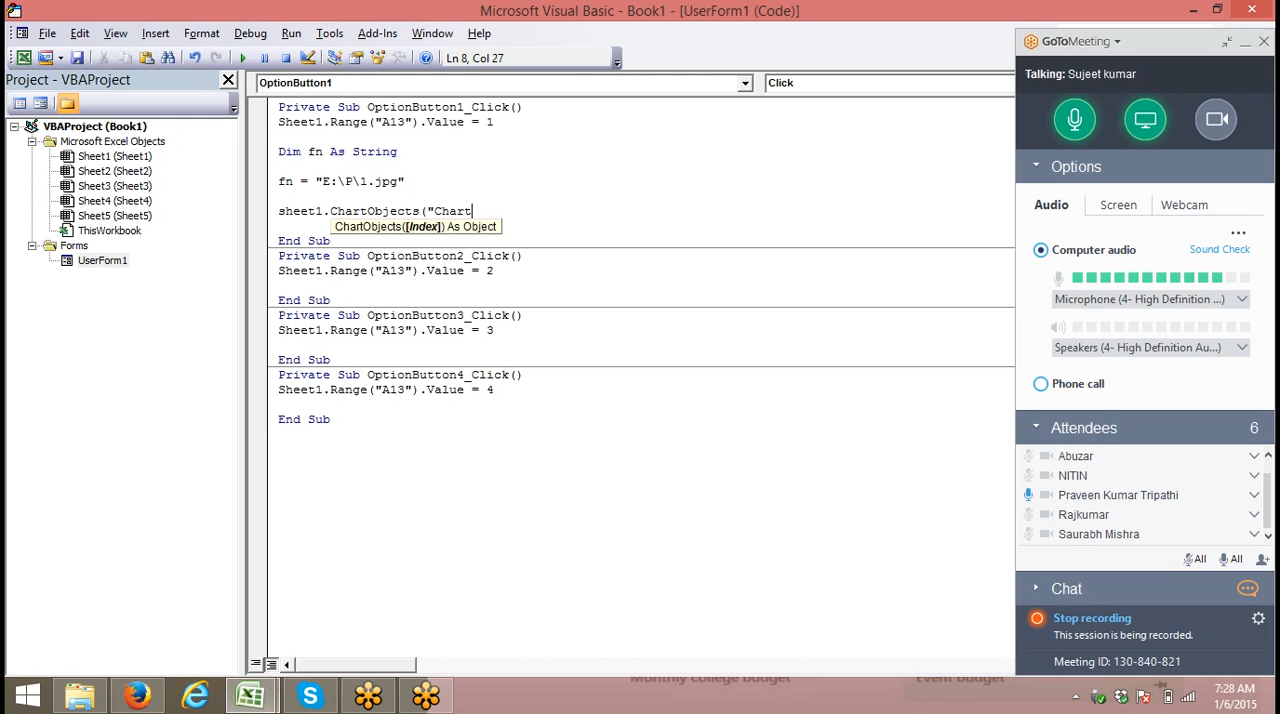 Microsoft Visual Basic - Book1 - [UserForm1 (Code)]
File Edit View Insert Format Debug Run Tools Add-Ins Window Help
Ln 8, Col 27
Project - VBAProject
OptionButton1
Click
VBAProject (Book1)
Microsoft Excel Objects
Sheet1 (Sheet1)
Sheet2 (Sheet2)
Sheet3 (Sheet3)
Sheet4 (Sheet4)
Sheet5 (Sheet5)
ThisWorkbook
Forms
UserForm1
Private Sub OptionButton1_Click()
Sheet1.Range("A13").Value = 1
Dim fn As String
fn = "E:\P\1.jpg"
sheet1.ChartObjects("Chart
ChartObjects([Index]) As Object
End Sub
Private Sub OptionButton2_Click()
Sheet1.Range("A13").Value = 2
End Sub
Private Sub OptionButton3_Click()
Sheet1.Range("A13").Value = 3
End Sub
Private Sub OptionButton4_Click()
Sheet1.Range("A13").Value = 4
End Sub
GoToMeeting
Talking: Sujeet kumar
Options
Audio Screen Webcam
Computer audio Sound Check
Microphone (4- High Definition ...)
Speakers (4- High Definition Au...)
Phone call
Attendees 6
Abuzar
NITIN
Praveen Kumar Tripathi
Rajkumar
Saurabh Mishra
All All
Chat
Stop recording
This session is being recorded.
Meeting ID: 130-840-821
Monthly college budget
Event budget
7:28 AM
1/6/2015